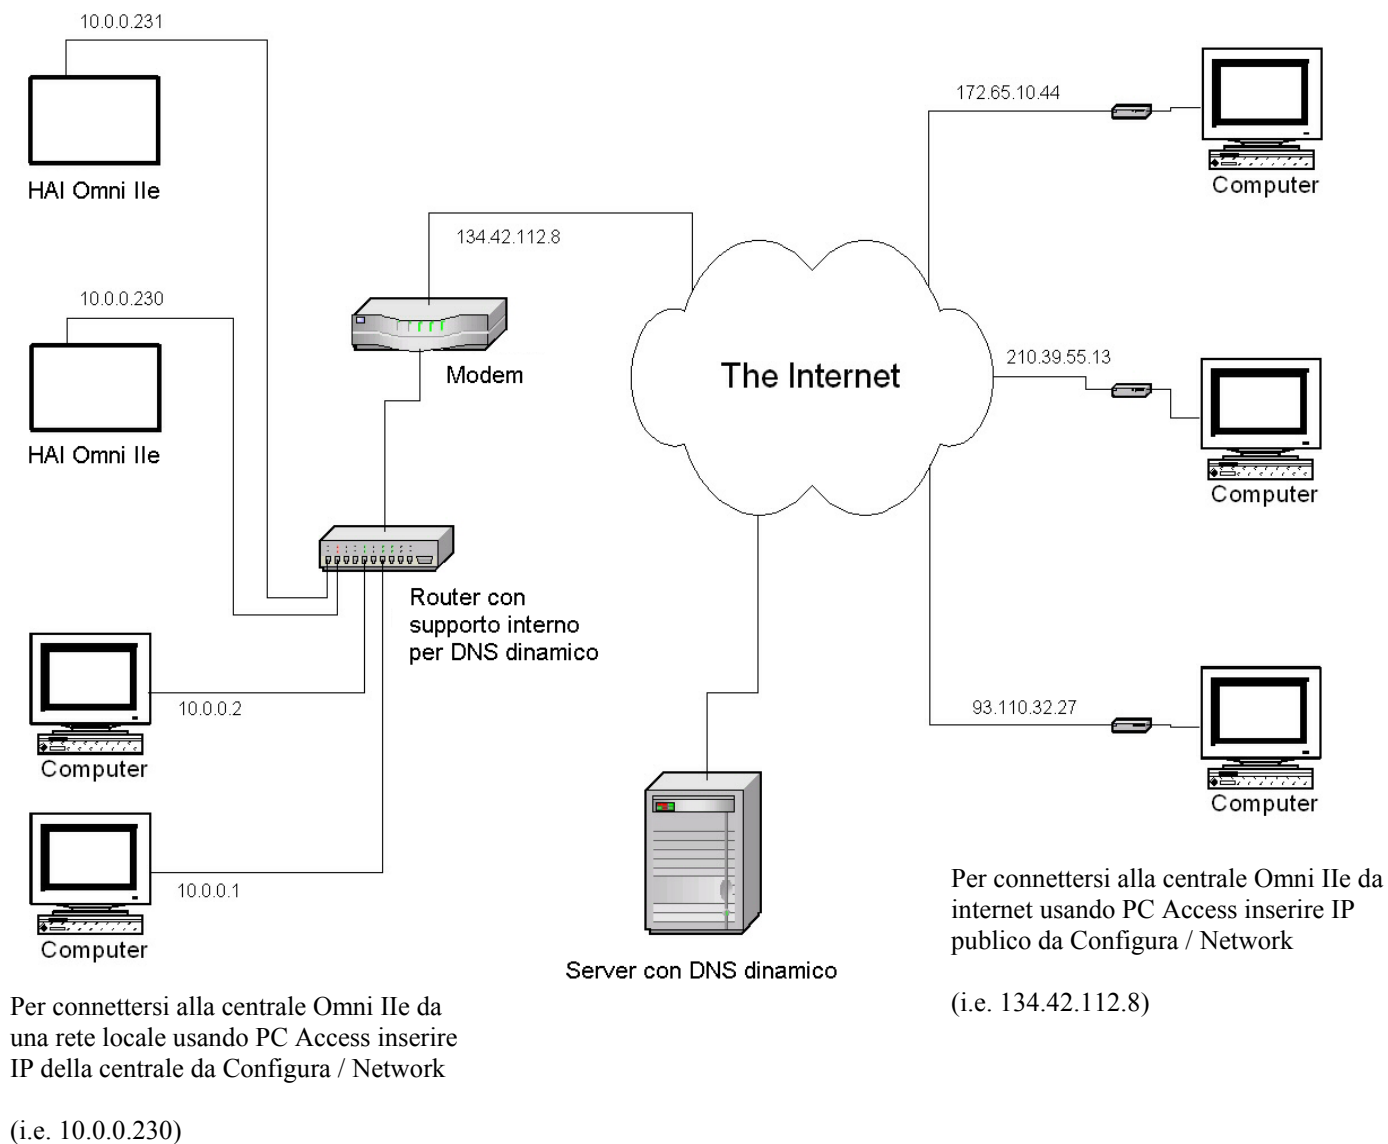 10.0.0.231
HAI Omni IIe
10.0.0.230
HAI Omni IIe
134.42.112.8
Modem
Router con
supporto interno
per DNS dinamico
10.0.0.2
Computer
10.0.0.1
Computer
The Internet
Server con DNS dinamico
172.65.10.44
Computer
210.39.55.13
Computer
93.110.32.27
Computer
Per connettersi alla centrale Omni IIe da
una rete locale usando PC Access inserire
IP della centrale da Configura / Network
(i.e. 10.0.0.230)
Per connettersi alla centrale Omni IIe da
internet usando PC Access inserire IP
publico da Configura / Network
(i.e. 134.42.112.8)